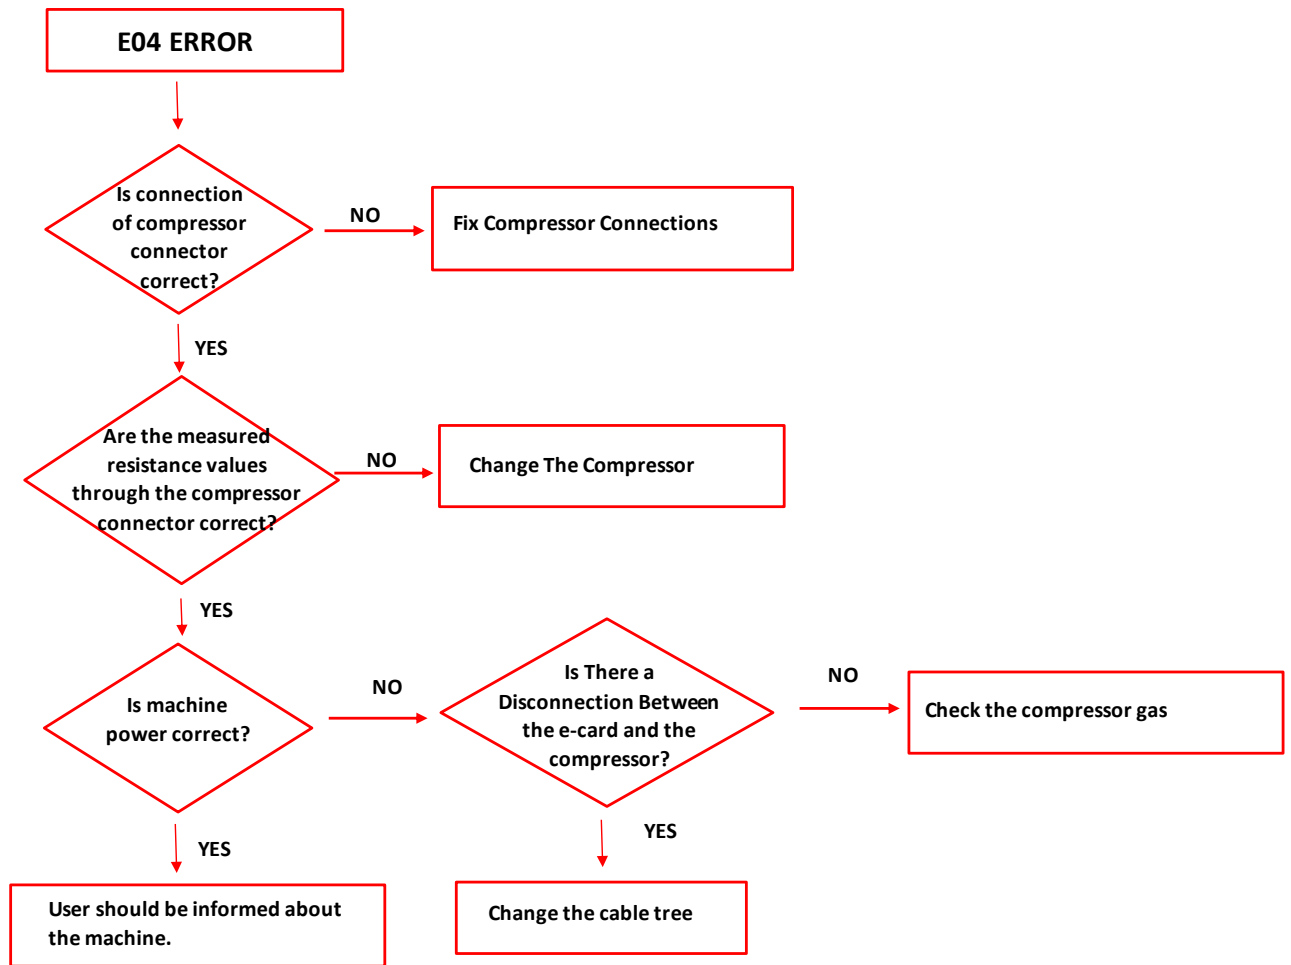 E04 ERROR
Is connection
of compressor
connector
correct?
NO
Fix Compressor Connections
YES
Are the measured
resistance values
through the compressor
connector correct?
NO
Change The Compressor
YES
Is machine
power correct?
NO
Is There a
Disconnection Between
the e-card and the
compressor?
NO
Check the compressor gas
YES
User should be informed about
the machine.
YES
Change the cable tree